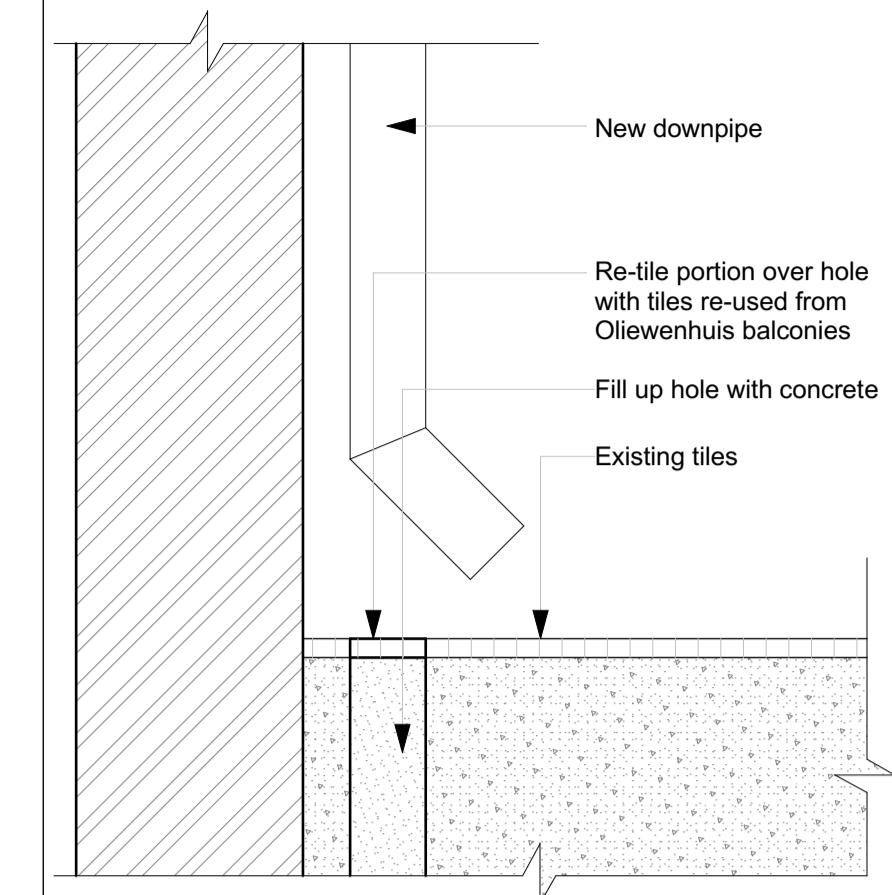 New downpipe
Re-tile portion over hole
with tiles re-used from
Oliewenhuis balconies
Fill up hole with concrete
Existing tiles